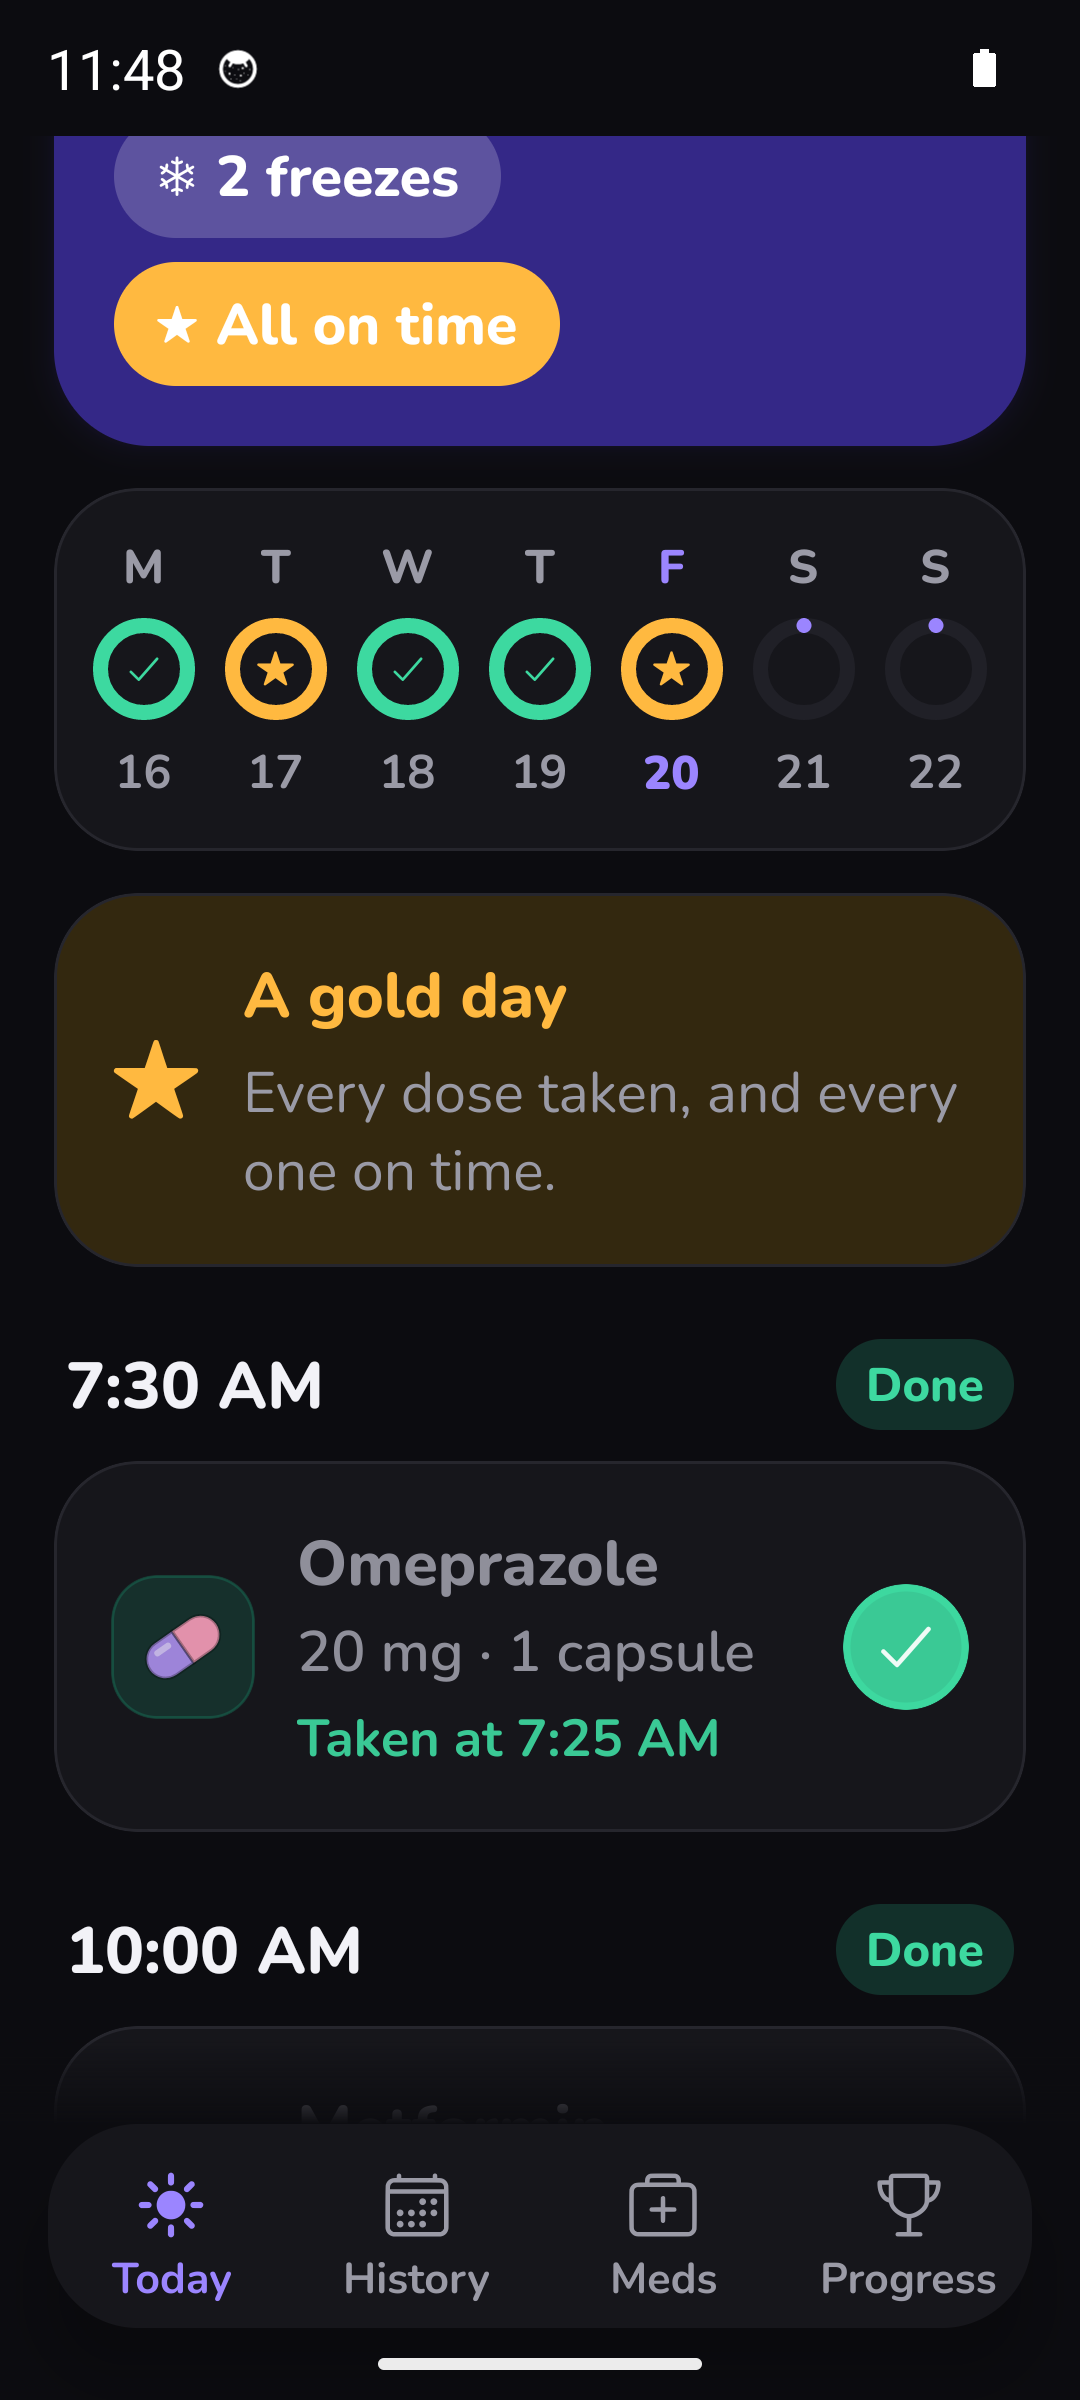 11:48
2 freezes
All on time
M T W T F S S
16 17 18 19 20 21 22
A gold day
Every dose taken, and every
one on time.
7:30 AM Done
Omeprazole
20 mg · 1 capsule
Taken at 7:25 AM
10:00 AM Done
Metformin
Today History Meds Progress